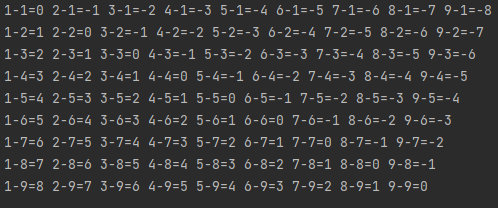 1-1=0 2-1=-1 3-1=-2 4-1=-3 5-1=-4 6-1=-5 7-1=-6 8-1=-7 9-1=-8
1-2=1 2-2=0 3-2=-1 4-2=-2 5-2=-3 6-2=-4 7-2=-5 8-2=-6 9-2=-7
1-3=2 2-3=1 3-3=0 4-3=-1 5-3=-2 6-3=-3 7-3=-4 8-3=-5 9-3=-6
1-4=3 2-4=2 3-4=1 4-4=0 5-4=-1 6-4=-2 7-4=-3 8-4=-4 9-4=-5
1-5=4 2-5=3 3-5=2 4-5=1 5-5=0 6-5=-1 7-5=-2 8-5=-3 9-5=-4
1-6=5 2-6=4 3-6=3 4-6=2 5-6=1 6-6=0 7-6=-1 8-6=-2 9-6=-3
1-7=6 2-7=5 3-7=4 4-7=3 5-7=2 6-7=1 7-7=0 8-7=-1 9-7=-2
1-8=7 2-8=6 3-8=5 4-8=4 5-8=3 6-8=2 7-8=1 8-8=0 9-8=-1
1-9=8 2-9=7 3-9=6 4-9=5 5-9=4 6-9=3 7-9=2 8-9=1 9-9=0